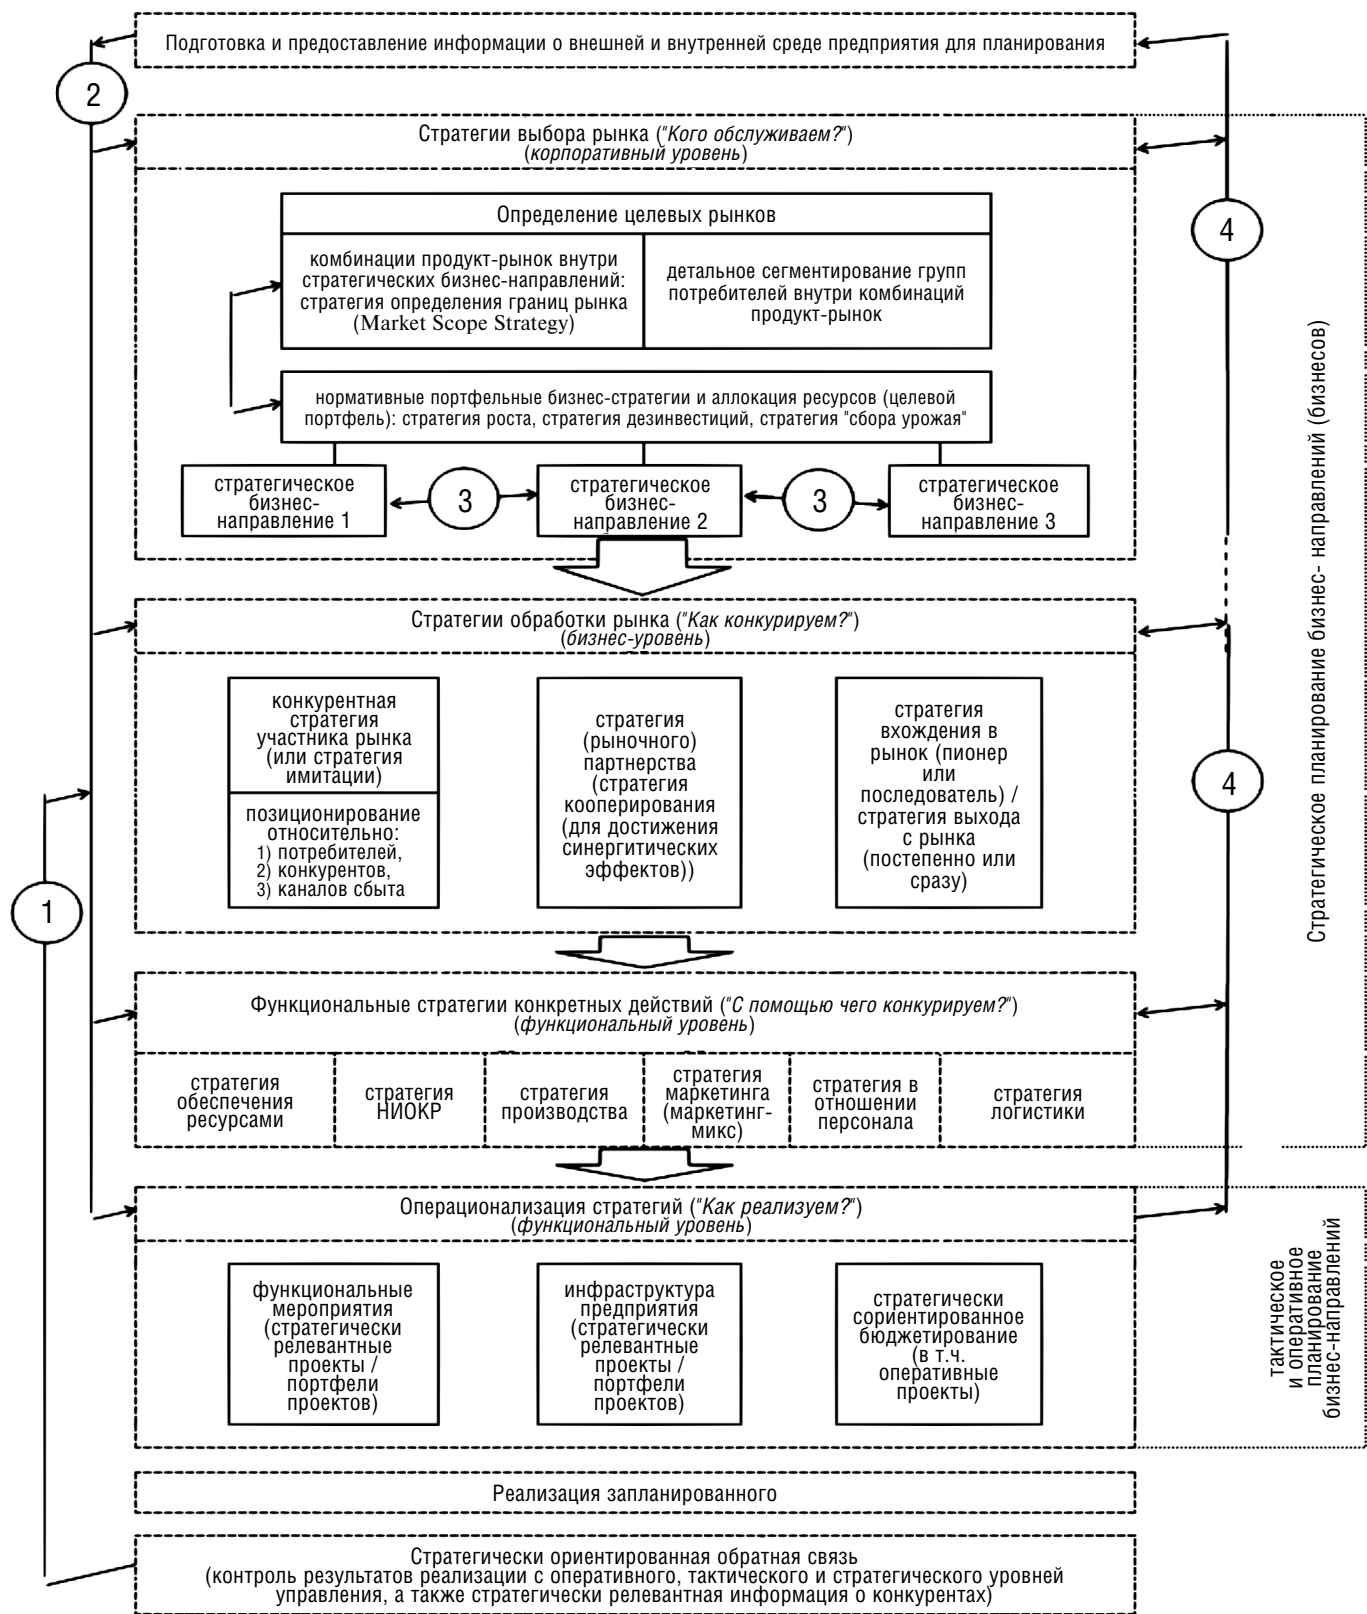 Подготовка и предоставление информации о внешней и внутренней среде предприятия для планирования
2
Стратегии выбора рынка ("Кого обслуживаем?")
(корпоративный уровень)
Определение целевых рынков
комбинации продукт-рынок внутри
стратегических бизнес-направлений:
стратегия определения границ рынка
(Market Scope Strategy)
детальное сегментирование групп
потребителей внутри комбинаций
продукт-рынок
4
нормативные портфельные бизнес-стратегии и аллокация ресурсов (целевой
портфель): стратегия роста, стратегия дезинвестиций, стратегия "сбора урожая"
стратегическое
бизнес-
направление 1
3
стратегическое
бизнес-
направление 2
3
стратегическое
бизнес-
направление 3
Стратегическое планирование бизнес- направлений (бизнесов)
Стратегии обработки рынка ("Как конкурируем?")
(бизнес-уровень)
конкурентная
стратегия
участника рынка
(или стратегия
имитации)
позиционирование
относительно:
1) потребителей,
2) конкурентов,
3) каналов сбыта
стратегия
(рыночного)
партнерства
(стратегия
кооперирования
(для достижения
синергитических
эффектов))
стратегия
вхождения в
рынок (пионер или
последователь) /
стратегия выхода
с рынка
(постепенно или
сразу)
4
1
Функциональные стратегии конкретных действий ("С помощью чего конкурируем?")
(функциональный уровень)
стратегия
обеспечения
ресурсами
стратегия
НИОКР
стратегия
производства
стратегия
маркетинга
(маркетинг-
микс)
стратегия в
отношении
персонала
стратегия
логистики
Операционализация стратегий ("Как реализуем?")
(функциональный уровень)
функциональные
мероприятия
(стратегически
релевантные
проекты /
портфели
проектов)
инфраструктура
предприятия
(стратегически
релевантные
проекты /
портфели
проектов)
стратегически
сориентированное
бюджетирование
(в т.ч.
оперативные
проекты)
тактическое
и оперативное
планирование
бизнес-направлений
Реализация запланированного
Стратегически ориентированная обратная связь
(контроль результатов реализации с оперативного, тактического и стратегического уровней
управления, а также стратегически релевантная информация о конкурентах)